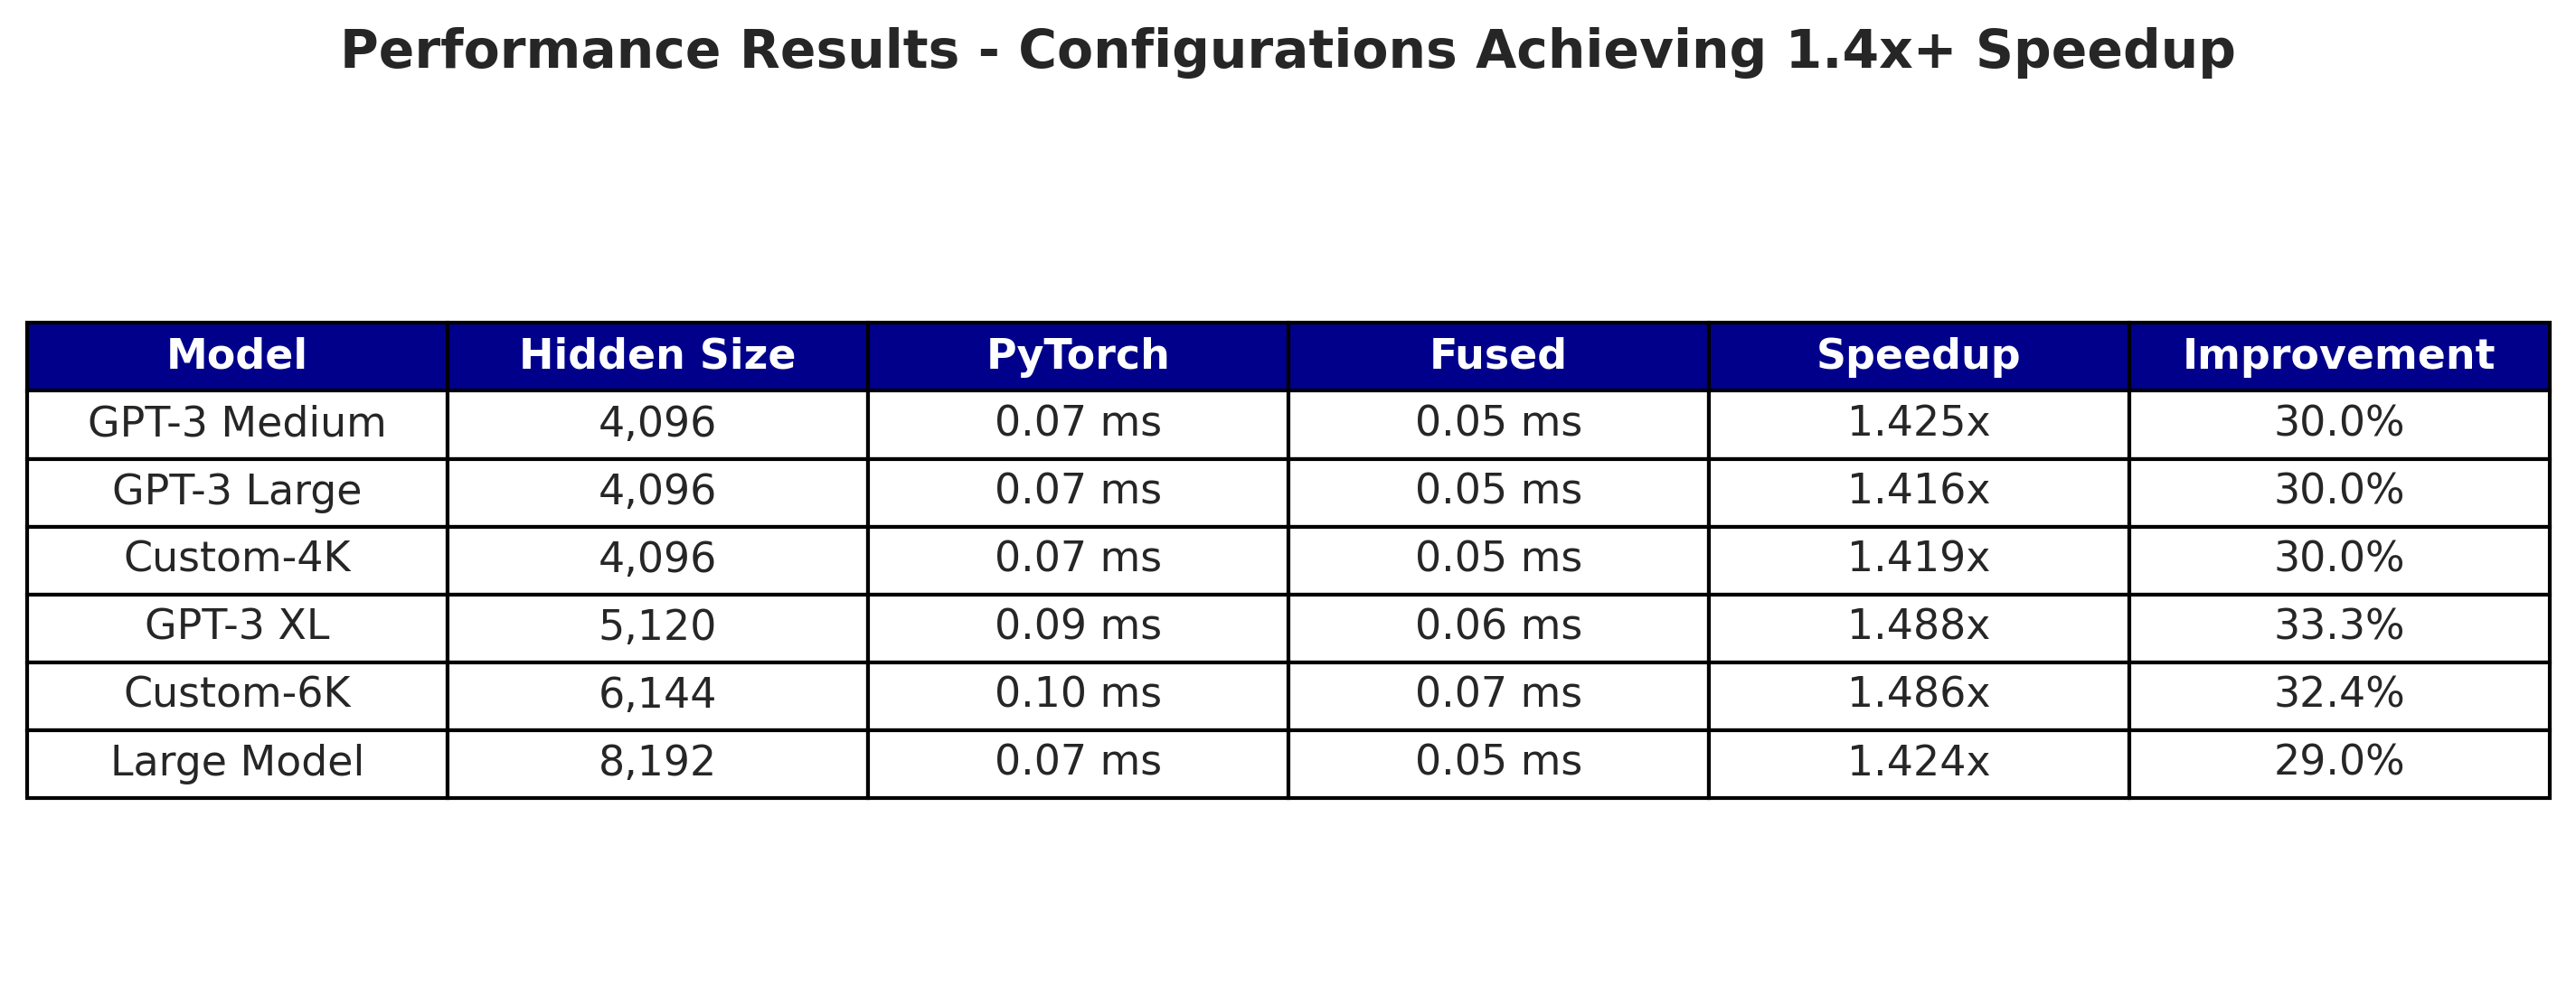 Performance Results - Configurations Achieving 1.4x+ Speedup
Model Hidden Size PyTorch Fused Speedup Improvement
GPT-3 Medium 4,096 0.07 ms 0.05 ms 1.425x 30.0%
GPT-3 Large 4,096 0.07 ms 0.05 ms 1.416x 30.0%
Custom-4K 4,096 0.07 ms 0.05 ms 1.419x 30.0%
GPT-3 XL 5,120 0.09 ms 0.06 ms 1.488x 33.3%
Custom-6K 6,144 0.10 ms 0.07 ms 1.486x 32.4%
Large Model 8,192 0.07 ms 0.05 ms 1.424x 29.0%